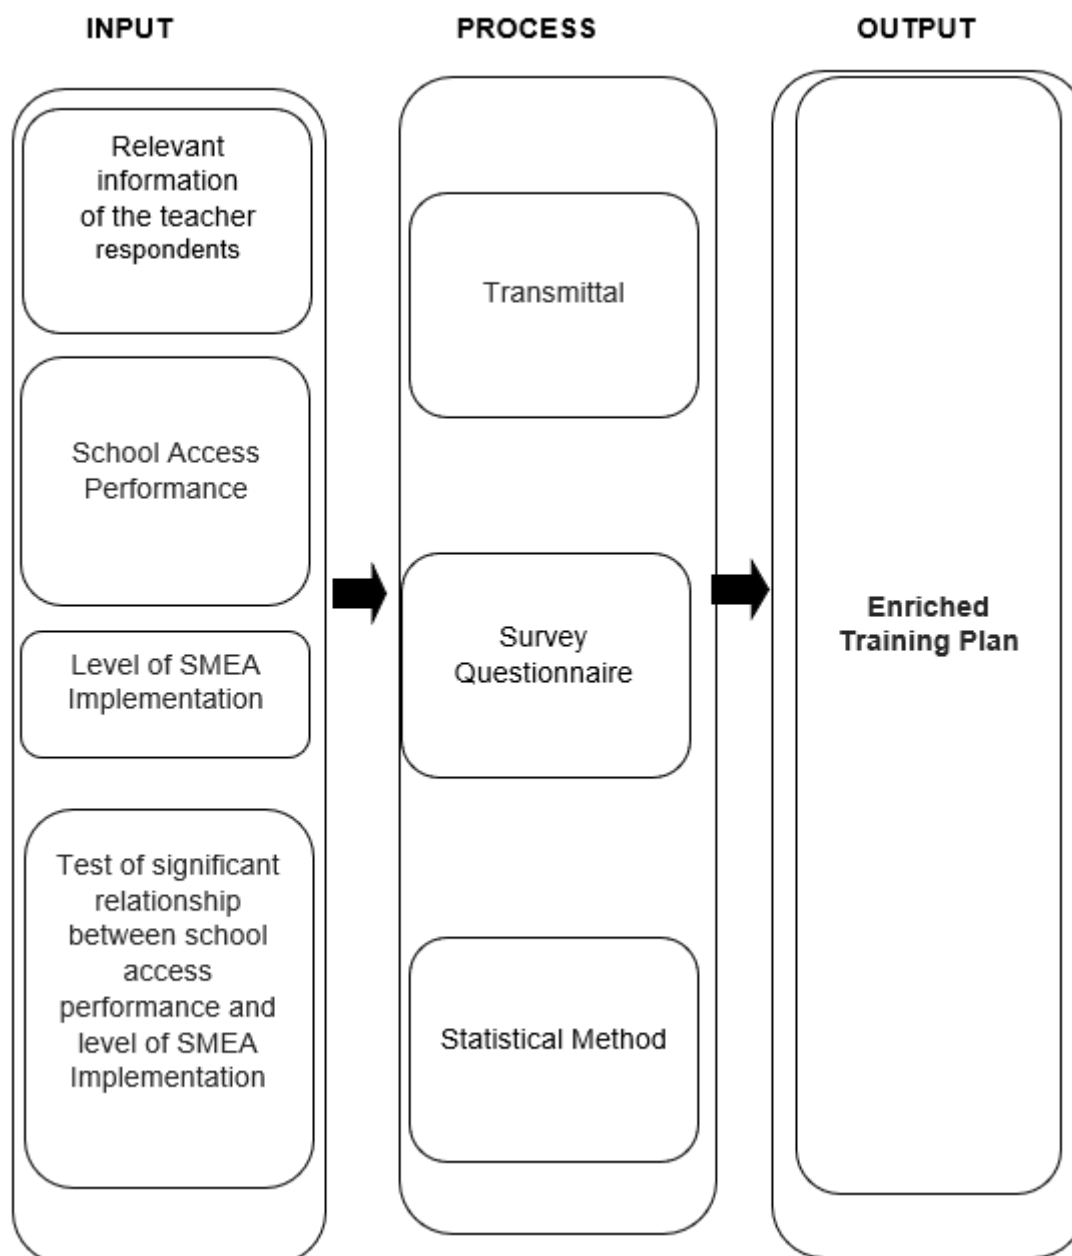 INPUT
PROCESS
OUTPUT
Relevant
information
of the teacher
respondents
School Access
Performance
Level of SMEA
Implementation
Test of significant
relationship
between school
access
performance and
level of SMEA
Implementation
Transmittal
Survey
Questionnaire
Statistical Method
Enriched
Training Plan